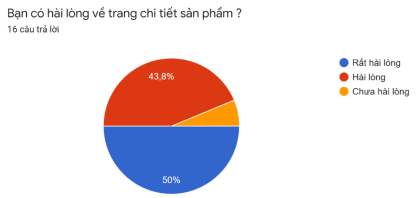 Bạn có hài lòng về trang chi tiết sản phẩm ?
16 câu trả lời
43,8%
50%
Rất hài lòng
Hài lòng
Chưa hài lòng